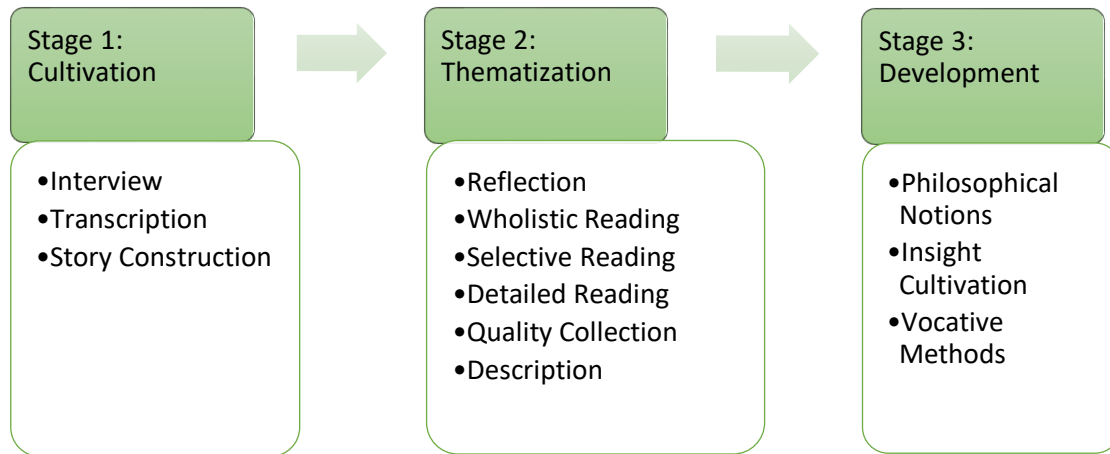 Stage 1:
Cultivation
•Interview
•Transcription
•Story Construction
Stage 2:
Thematization
•Reflection
•Wholistic Reading
•Selective Reading
•Detailed Reading
•Quality Collection
•Description
Stage 3:
Development
•Philosophical
Notions
•Insight
Cultivation
•Vocative
Methods